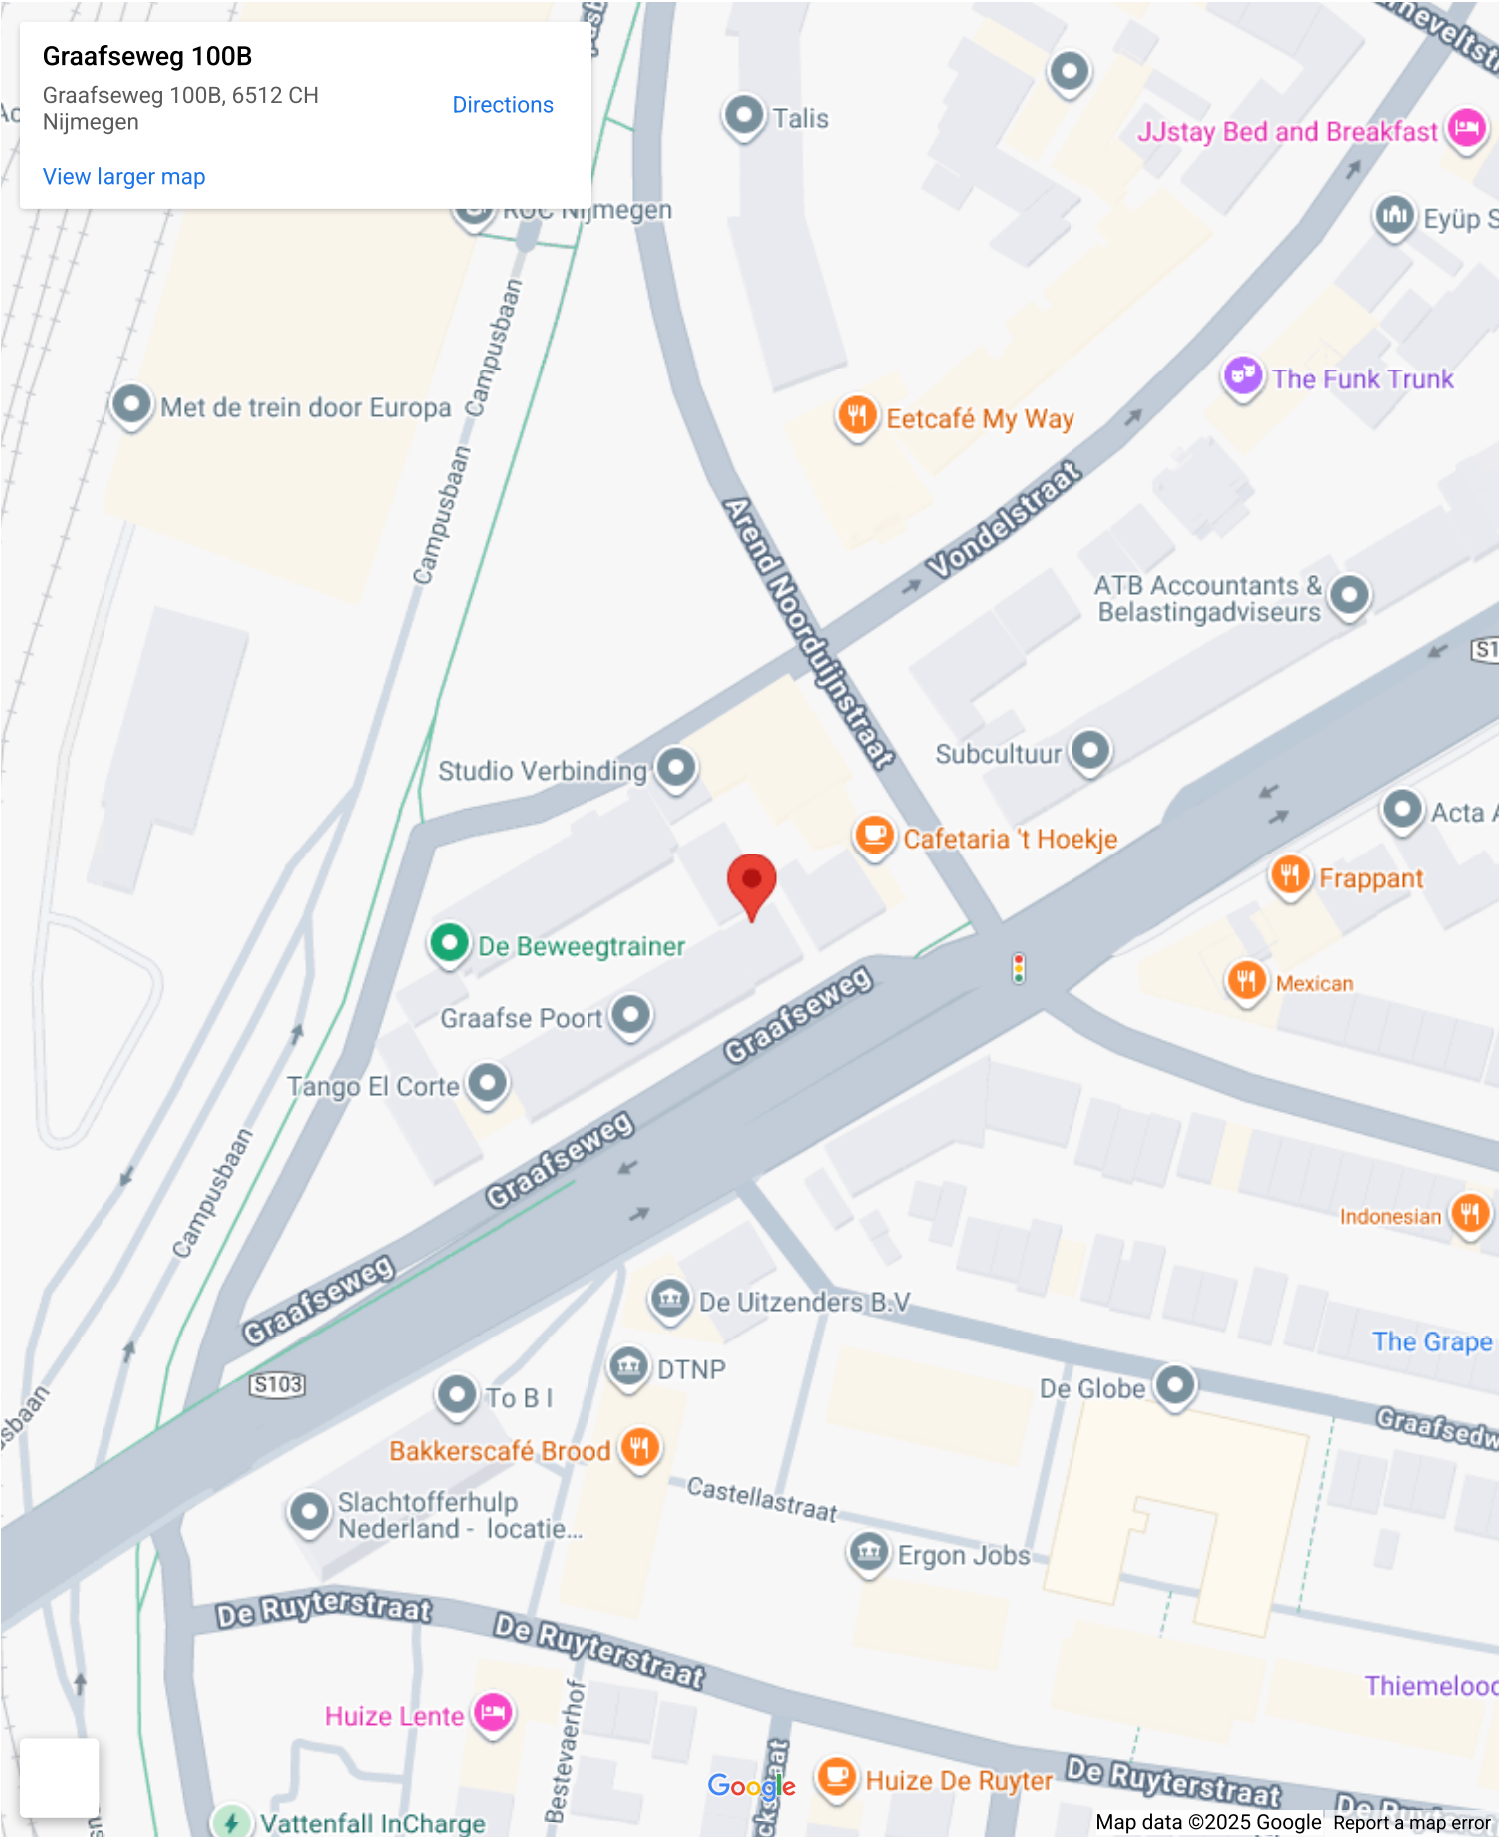 Graafseweg 100B
Graafseweg 100B, 6512 CH
Nijmegen
Directions
View larger map
Talis
JJstay Bed and Breakfast
ROC Nijmegen
Eyüp S
Campusbaan
The Funk Trunk
Met de trein door Europa
Eetcafé My Way
Campusbaan
Vondelstraat
Arend Noorduijnstraat
ATB Accountants &
Belastingadviseurs
S1
Studio Verbinding
Subcultuur
Acta A
Cafetaria 't Hoekje
Frappant
De Beweegtrainer
Mexican
Graafse Poort
Graafseweg
Tango El Corte
Graafseweg
Campusbaan
Indonesian
Graafseweg
De Uitzenders B.V
The Grape
DTNP
S103
De Globe
To B I
Graafsedw
Bakkerscafé Brood
Castellastraat
Slachtofferhulp
Nederland - locatie...
Ergon Jobs
De Ruyterstraat
De Ruyterstraat
Thiemelood
Huize Lente
Bestevaerhof
Google
Huize De Ruyter
De Ruyterstraat
Vattenfall InCharge
Map data ©2025 Google
Report a map error